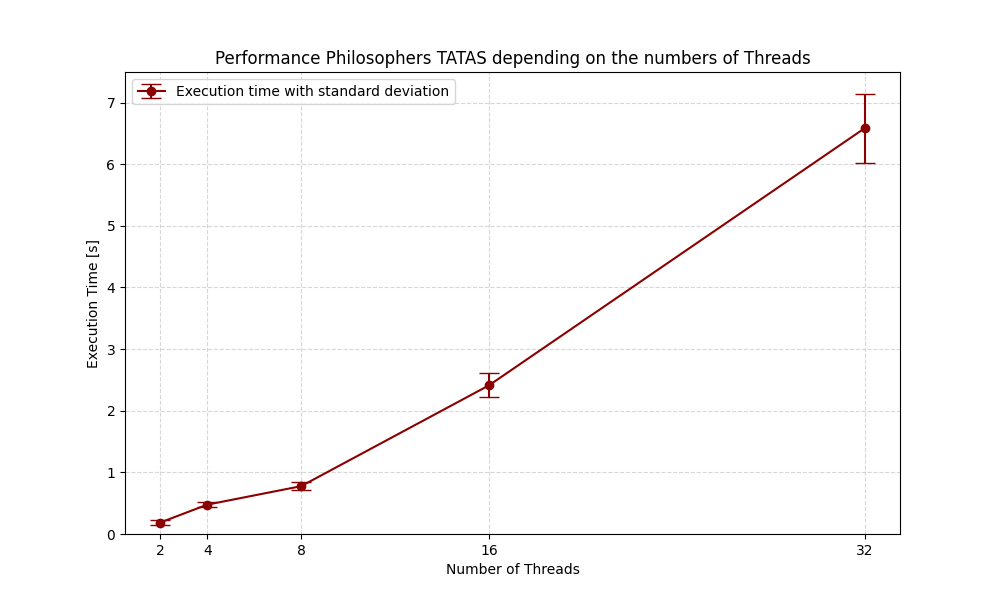 Performance Philosophers TATAS depending on the numbers of Threads
Execution time with standard deviation
Execution Time [s]
7
6
5
4
3
2
1
0
2 4 8 16 32
Number of Threads